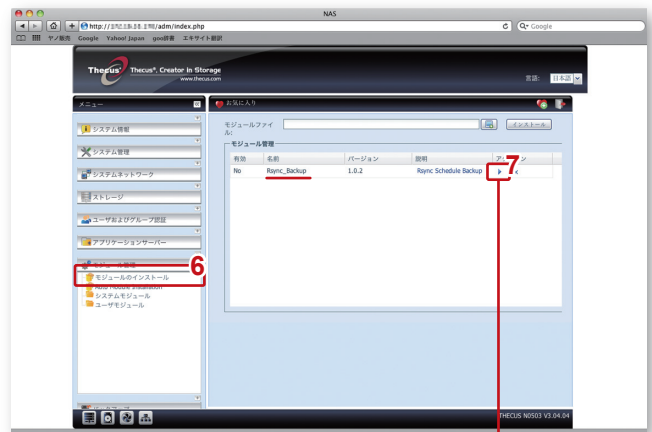 NAS
/adm/index.php
Google
ヤノ販売 Google Yahoo! Japan goo辞書 エキサイト翻訳
Thecus® Thecus®, Creator in Storage
www.thecus.com
言語: 日本語
メニュー
お気に入り
システム情報
システム管理
システムネットワーク
ストレージ
ユーザおよびグループ認証
アプリケーションサーバー
6
モジュールのインストール
Auto Module Installation
システムモジュール
ユーザモジュール
モジュールファイル:
インストール
モジュール管理
有効 名前 バージョン 説明
7
No Rsync_Backup 1.0.2 Rsync Schedule Backup
THECUS N0503 V3.04.04